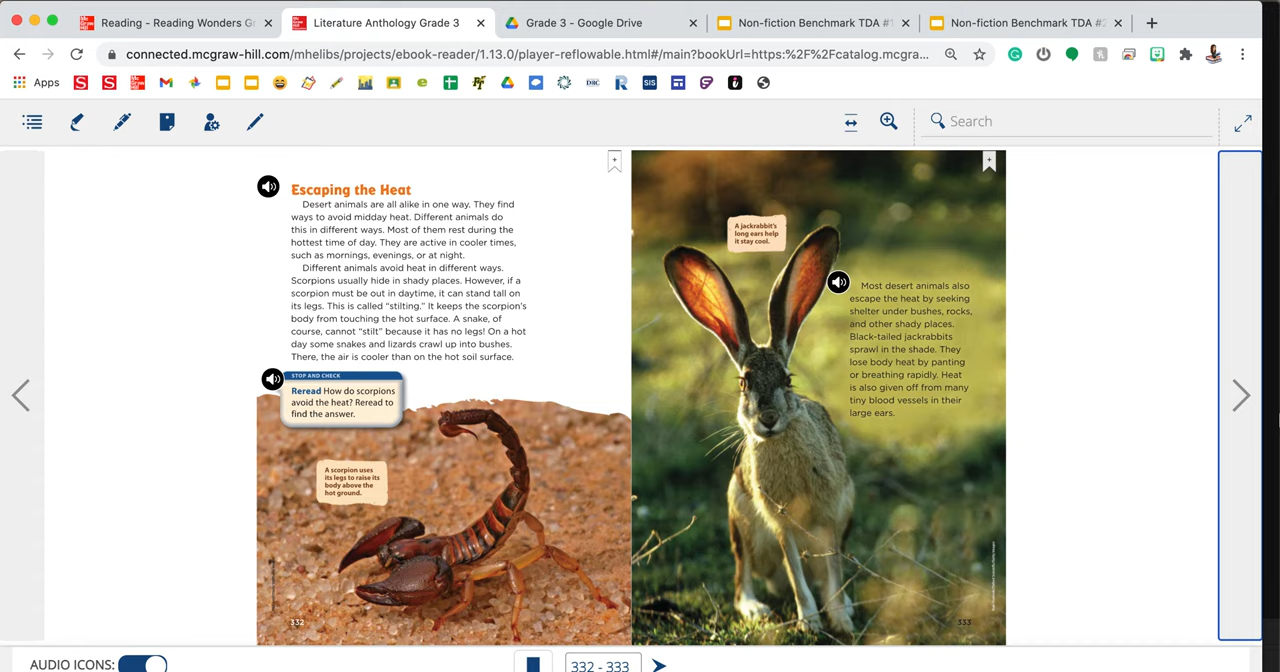 Reading - Reading Wonders Gr
Literature Anthology Grade 3
Grade 3 - Google Drive
Non-fiction Benchmark TDA #1
Non-fiction Benchmark TDA #2
connected.mcgraw-hill.com/mhelibs/projects/ebook-reader/1.13.0/player-reflowable.html#/main?bookUrl=https:%2F%2Fcatalog.mcgra...
Apps
DRC
SIS
Search
Escaping the Heat
Desert animals are all alike in one way. They find
ways to avoid midday heat. Different animals do
this in different ways. Most of them rest during the
hottest time of day. They are active in cooler times,
such as mornings, evenings, or at night.
Different animals avoid heat in different ways.
Scorpions usually hide in shady places. However, if a
scorpion must be out in daytime, it can stand tall on
its legs. This is called “stilting.” It keeps the scorpion's
body from touching the hot surface. A snake, of
course, cannot “stilt” because it has no legs! On a hot
day some snakes and lizards crawl up into bushes.
There, the air is cooler than on the hot soil surface.
STOP AND CHECK
Reread How do scorpions
avoid the heat? Reread to
find the answer.
A scorpion uses
its legs to raise its
body above the
hot ground.
332
A jackrabbit's
long ears help
it stay cool.
Most desert animals also
escape the heat by seeking
shelter under bushes, rocks,
and other shady places.
Black-tailed jackrabbits
sprawl in the shade. They
lose body heat by panting
or breathing rapidly. Heat
is also given off from many
tiny blood vessels in their
large ears.
333
AUDIO ICONS:
332 - 333